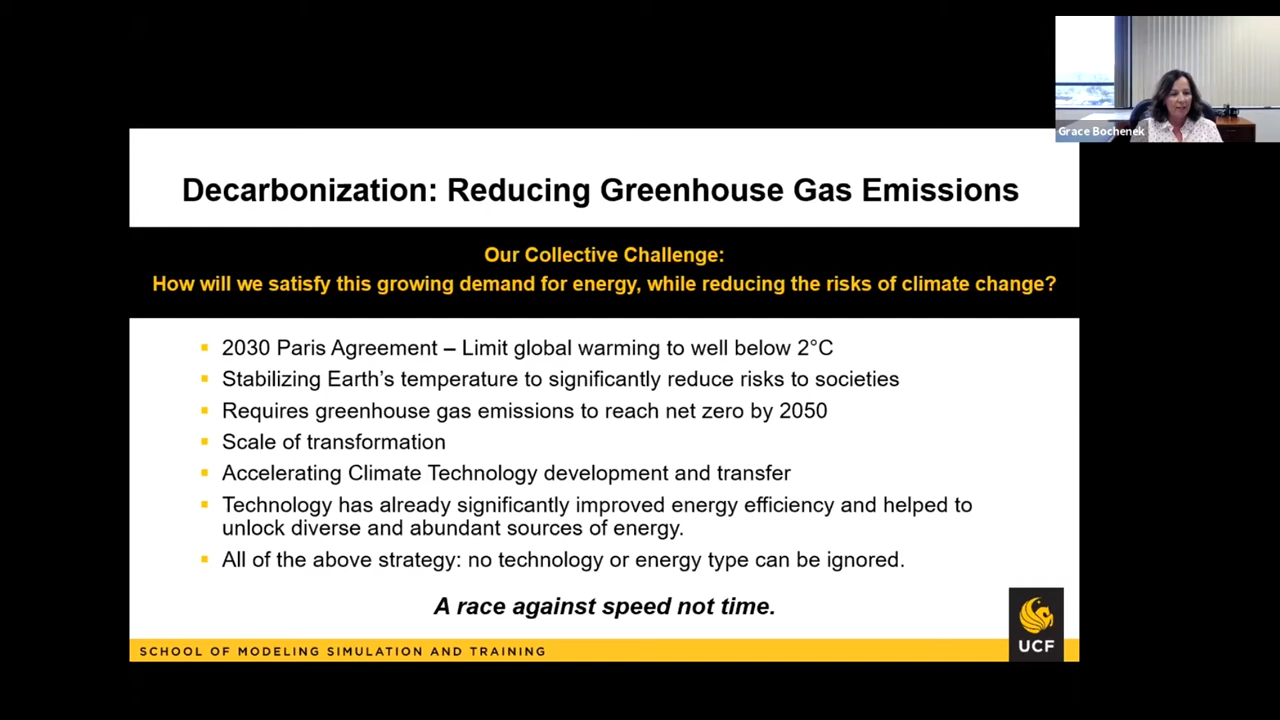 Grace Bochenek
Decarbonization: Reducing Greenhouse Gas Emissions
Our Collective Challenge:
How will we satisfy this growing demand for energy, while reducing the risks of climate change?
▪ 2030 Paris Agreement – Limit global warming to well below 2°C
▪ Stabilizing Earth’s temperature to significantly reduce risks to societies
▪ Requires greenhouse gas emissions to reach net zero by 2050
▪ Scale of transformation
▪ Accelerating Climate Technology development and transfer
▪ Technology has already significantly improved energy efficiency and helped to
unlock diverse and abundant sources of energy.
▪ All of the above strategy: no technology or energy type can be ignored.
A race against speed not time.
UCF
SCHOOL OF MODELING SIMULATION AND TRAINING